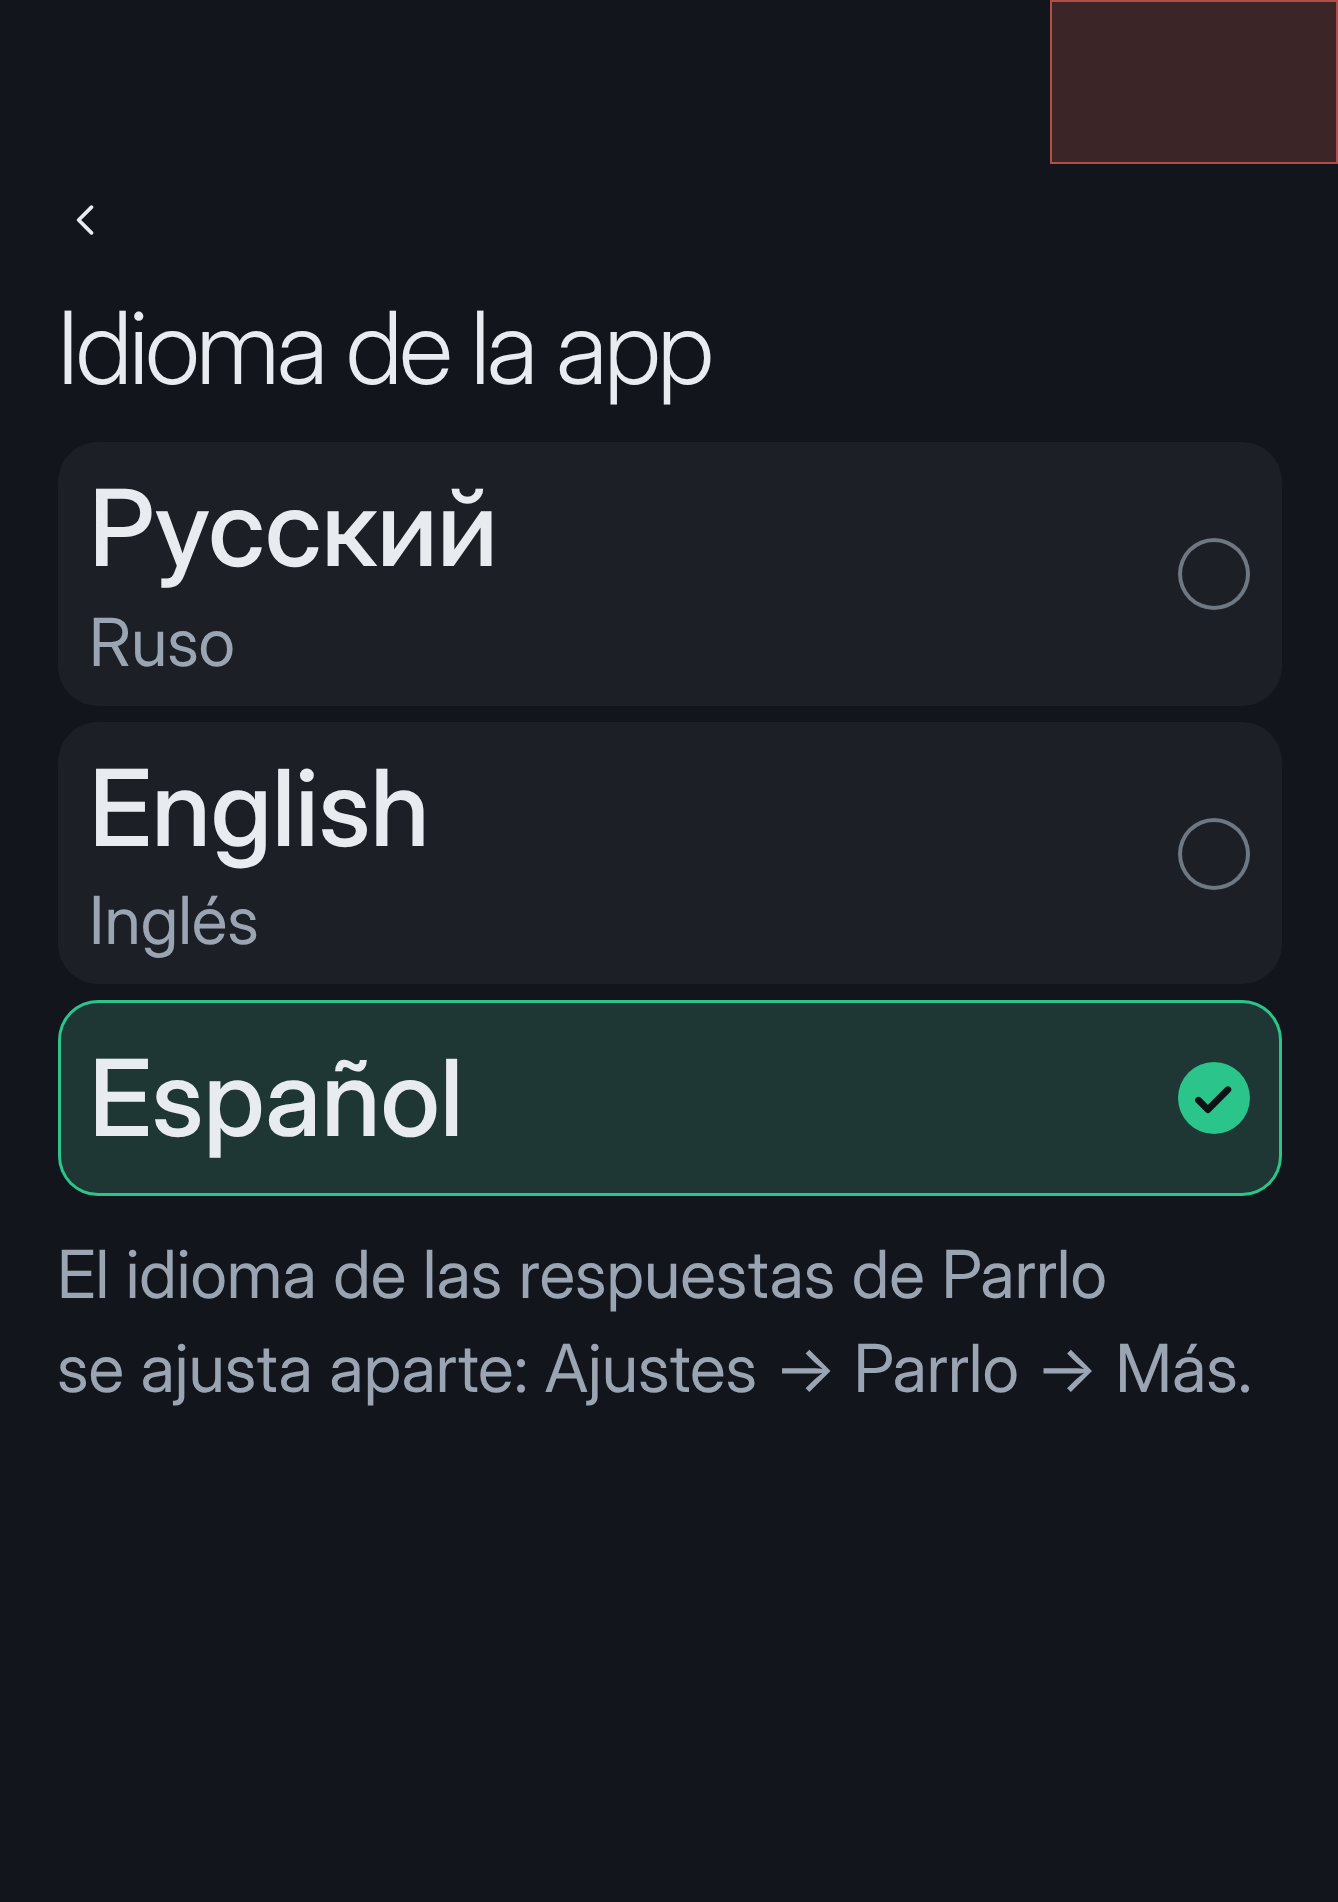 Idioma de la app
Русский
Ruso
English
Inglés
Español
El idioma de las respuestas de Parrlo
se ajusta aparte: Ajustes → Parrlo → Más.